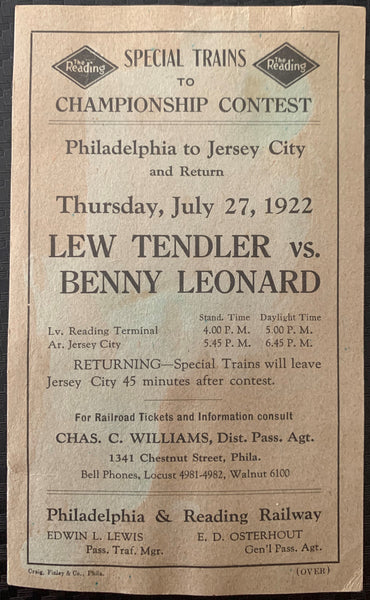 The Reading
SPECIAL TRAINS
The Reading
TO
CHAMPIONSHIP CONTEST
Philadelphia to Jersey City
and Return
Thursday, July 27, 1922
LEW TENDLER vs.
BENNY LEONARD
Stand. Time Daylight Time
Lv. Reading Terminal 4.00 P. M. 5.00 P. M.
Ar. Jersey City 5.45 P. M. 6.45 P. M.
RETURNING—Special Trains will leave
Jersey City 45 minutes after contest.
For Railroad Tickets and Information consult
CHAS. C. WILLIAMS, Dist. Pass. Agt.
1341 Chestnut Street, Phila.
Bell Phones, Locust 4981-4982, Walnut 6100
Philadelphia & Reading Railway
EDWIN L. LEWIS E. D. OSTERHOUT
Pass. Traf. Mgr. Gen'l Pass. Agt.
Craig, Finley & Co., Phila. (OVER)